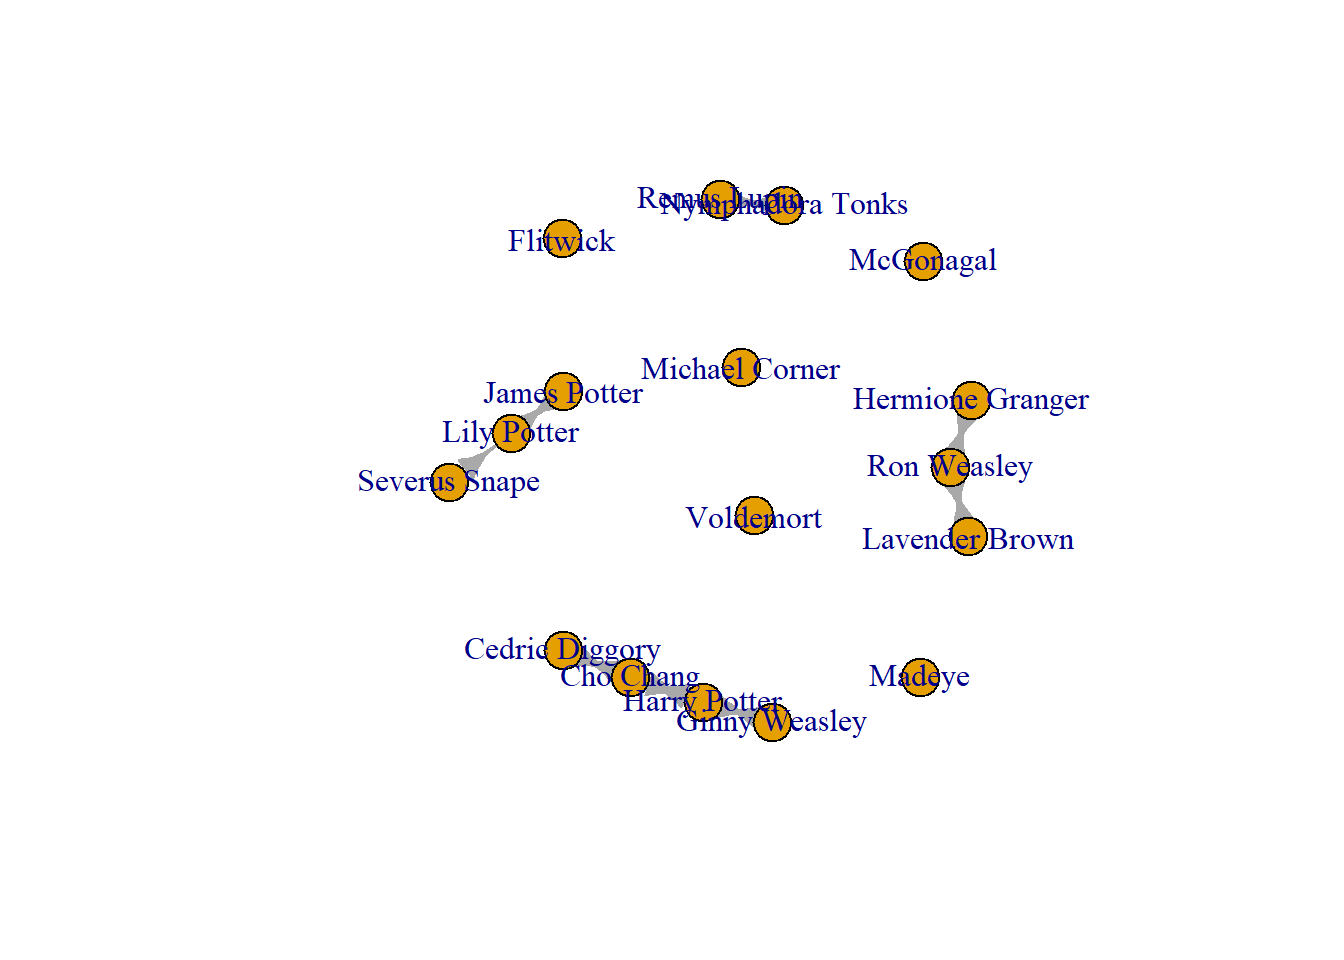 Remus Lupin
Nymphadora Tonks
Flitwick
McGonagal
Michael Corner
James Potter
Hermione Granger
Lily Potter
Ron Weasley
Severus Snape
Voldemort
Lavender Brown
Cedric Diggory
Cho Chang
Madeye
Harry Potter
Ginny Weasley